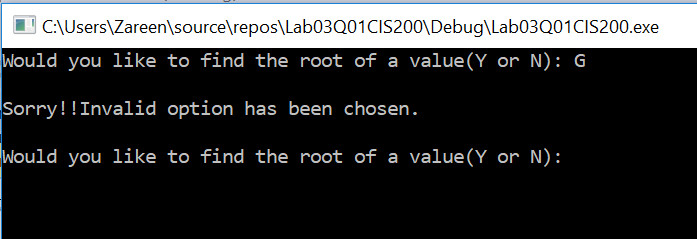 C:\Users\Zareen\source\repos\Lab03Q01CIS200\Debug\Lab03Q01CIS200.exe
Would you like to find the root of a value(Y or N): G
Sorry!!Invalid option has been chosen.
Would you like to find the root of a value(Y or N):